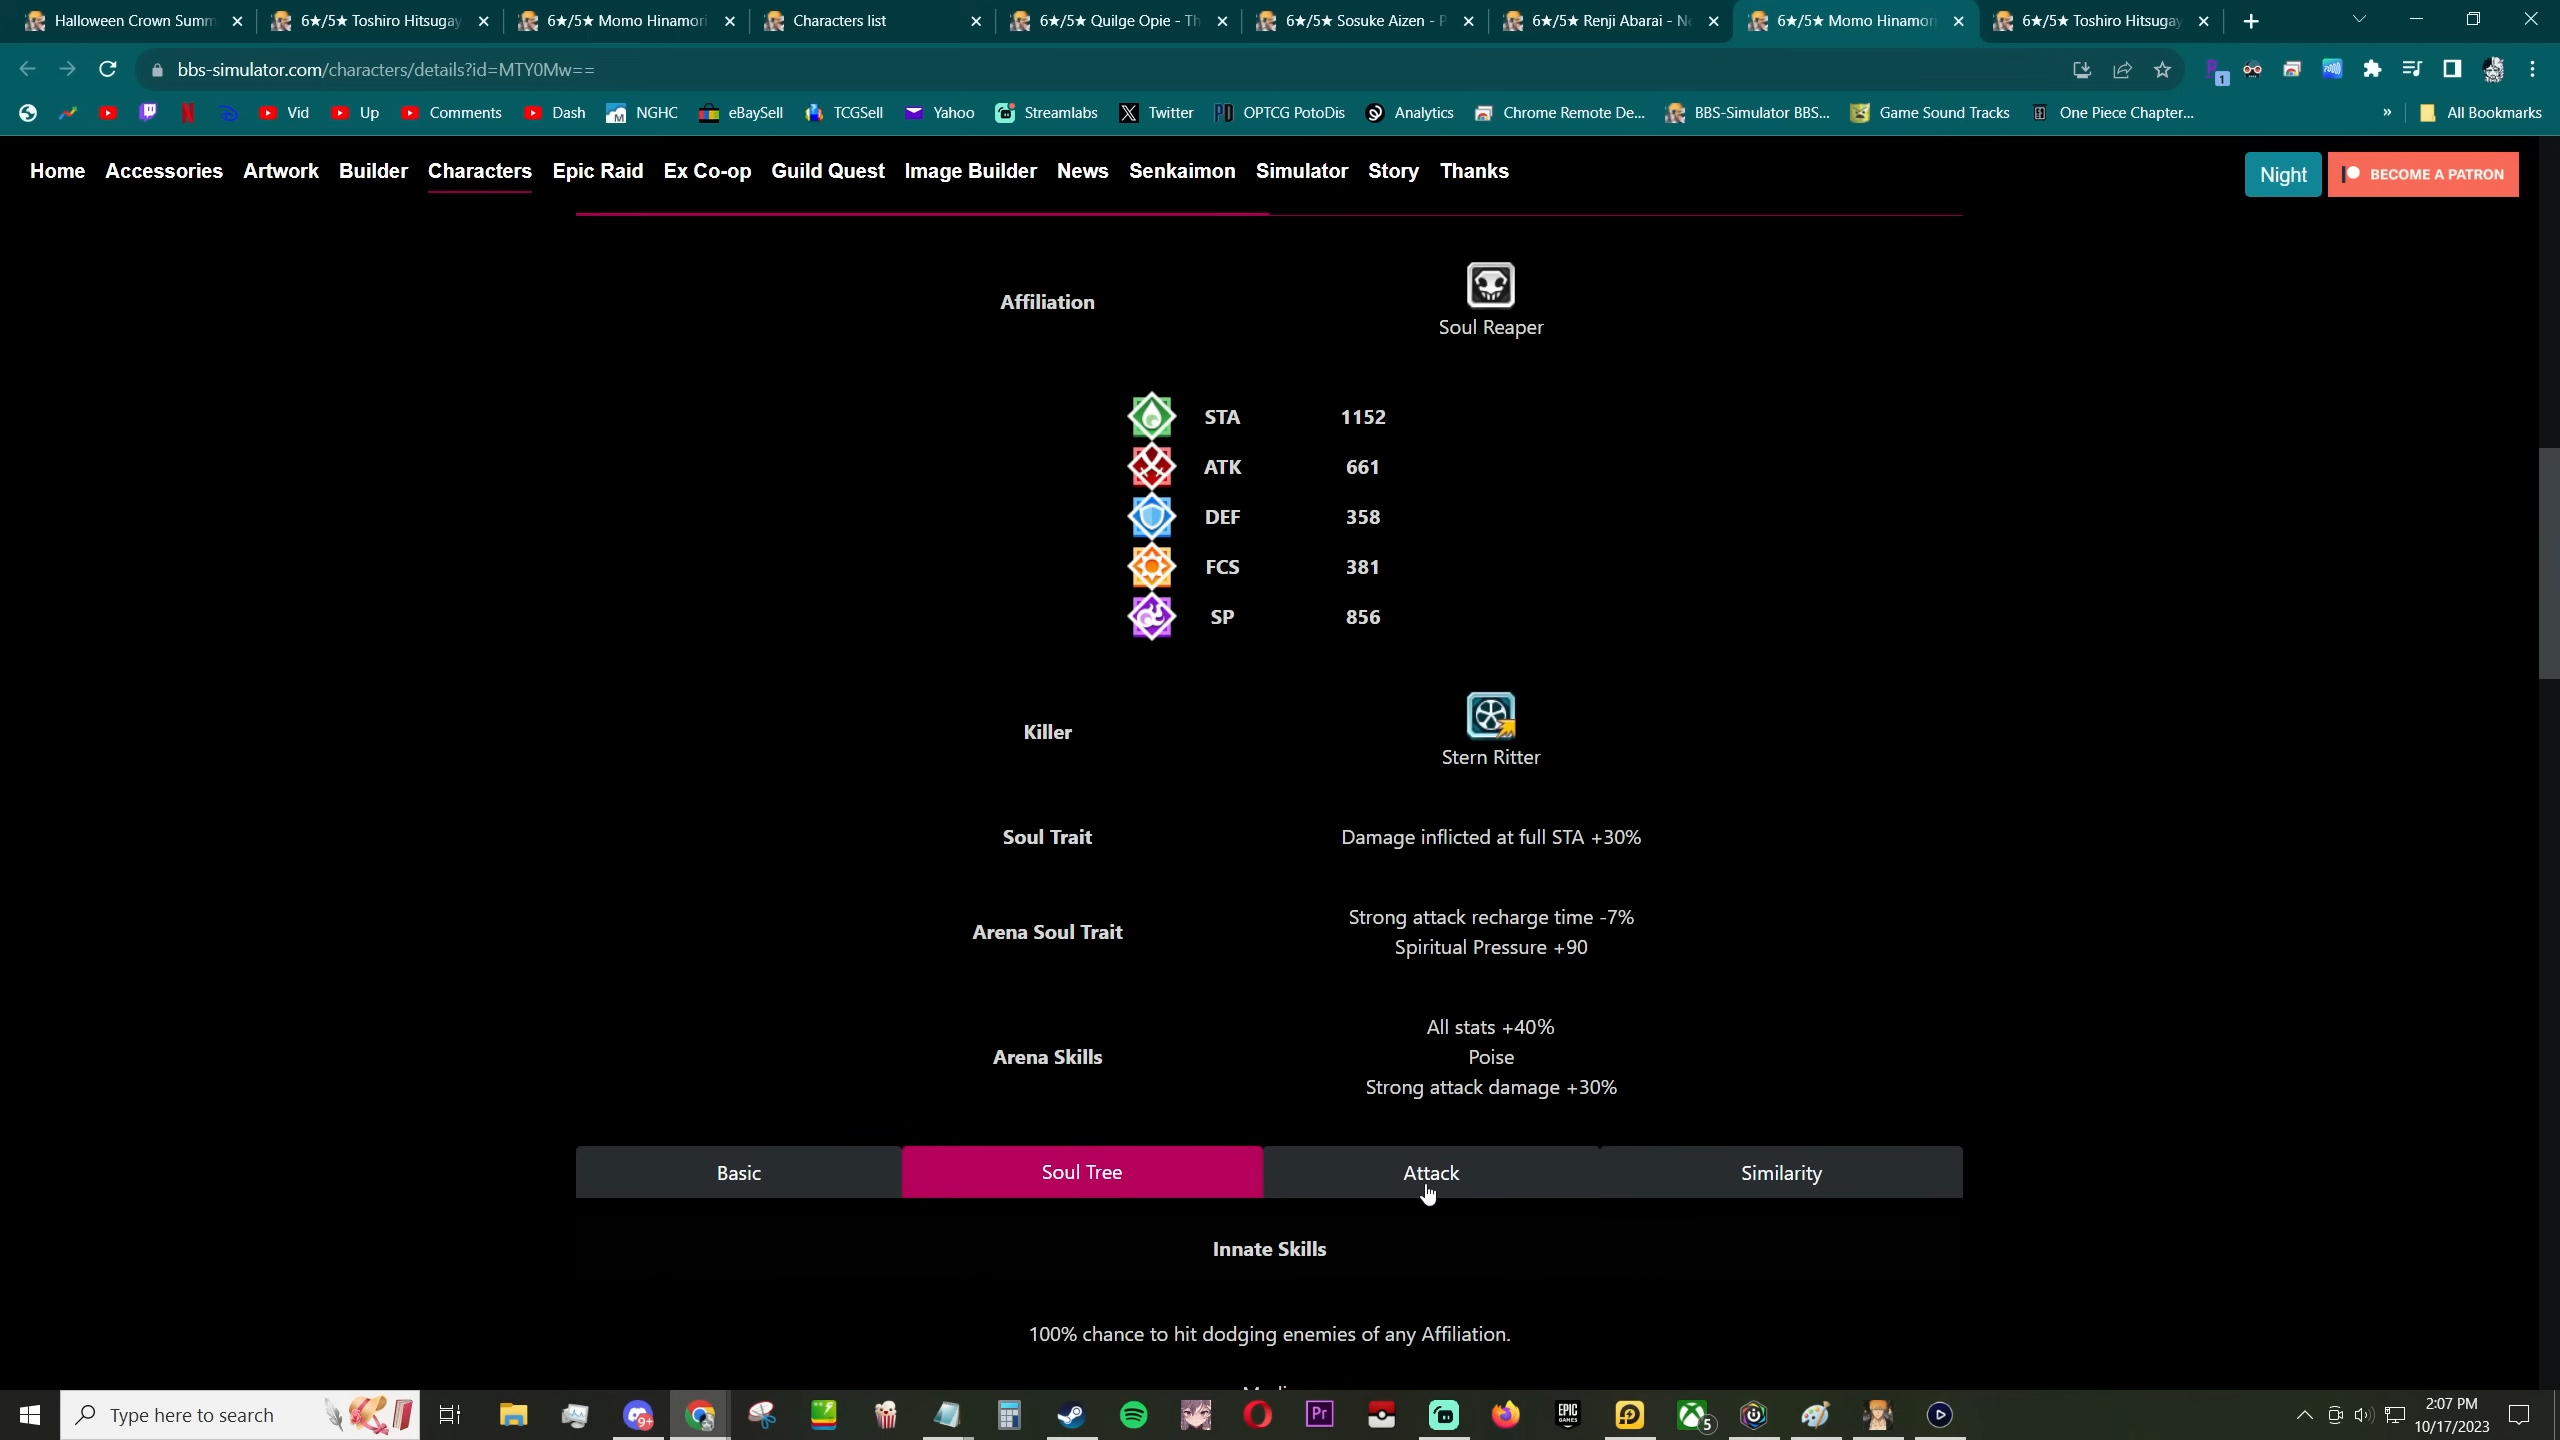 Halloween Crown Summ
6★/5★ Toshiro Hitsugay
6★/5★ Momo Hinamori
Characters list
6★/5★ Quilge Opie - Th
6★/5★ Sosuke Aizen - P
6★/5★ Renji Abarai - Ne
6★/5★ Momo Hinamori
6★/5★ Toshiro Hitsugay
bbs-simulator.com/characters/details?id=MTY0Mw==
1
Vid
Up
Comments
Dash
NGHC
eBaySell
TCGSell
Yahoo
Streamlabs
Twitter
OPTCG PotoDis
Analytics
Chrome Remote De...
BBS-Simulator BBS...
Game Sound Tracks
One Piece Chapter...
»
All Bookmarks
Home Accessories Artwork Builder Characters Epic Raid Ex Co-op Guild Quest Image Builder News Senkaimon Simulator Story Thanks
Night
BECOME A PATRON
Affiliation
Soul Reaper
STA 1152
ATK 661
DEF 358
FCS 381
SP 856
Killer
Stern Ritter
Soul Trait
Damage inflicted at full STA +30%
Arena Soul Trait
Strong attack recharge time -7%
Spiritual Pressure +90
Arena Skills
All stats +40%
Poise
Strong attack damage +30%
Basic
Soul Tree
Attack
Similarity
Innate Skills
100% chance to hit dodging enemies of any Affiliation.
Type here to search
9+
Pr
EPIC GAMES
5
2:07 PM
10/17/2023